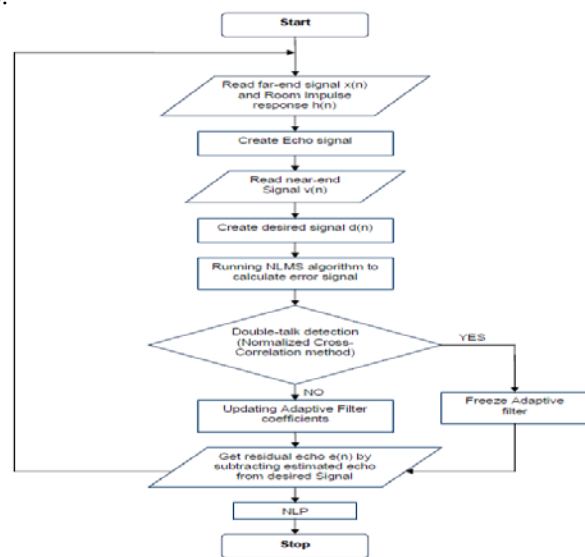 Start
Read far-end signal x(n)
and Room Impulse
response h(n)
Create Echo signal
Read near-end
Signal v(n)
Create desired signal d(n)
Running NLMS algorithm to
calculate error signal
Double-talk detection
(Normalized Cross-
Correlation method)
YES
NO
Freeze Adaptive
filter
Updating Adaptive Filter
coefficients
Get residual echo e(n) by
subtracting estimated echo
from desired Signal
NLP
Stop